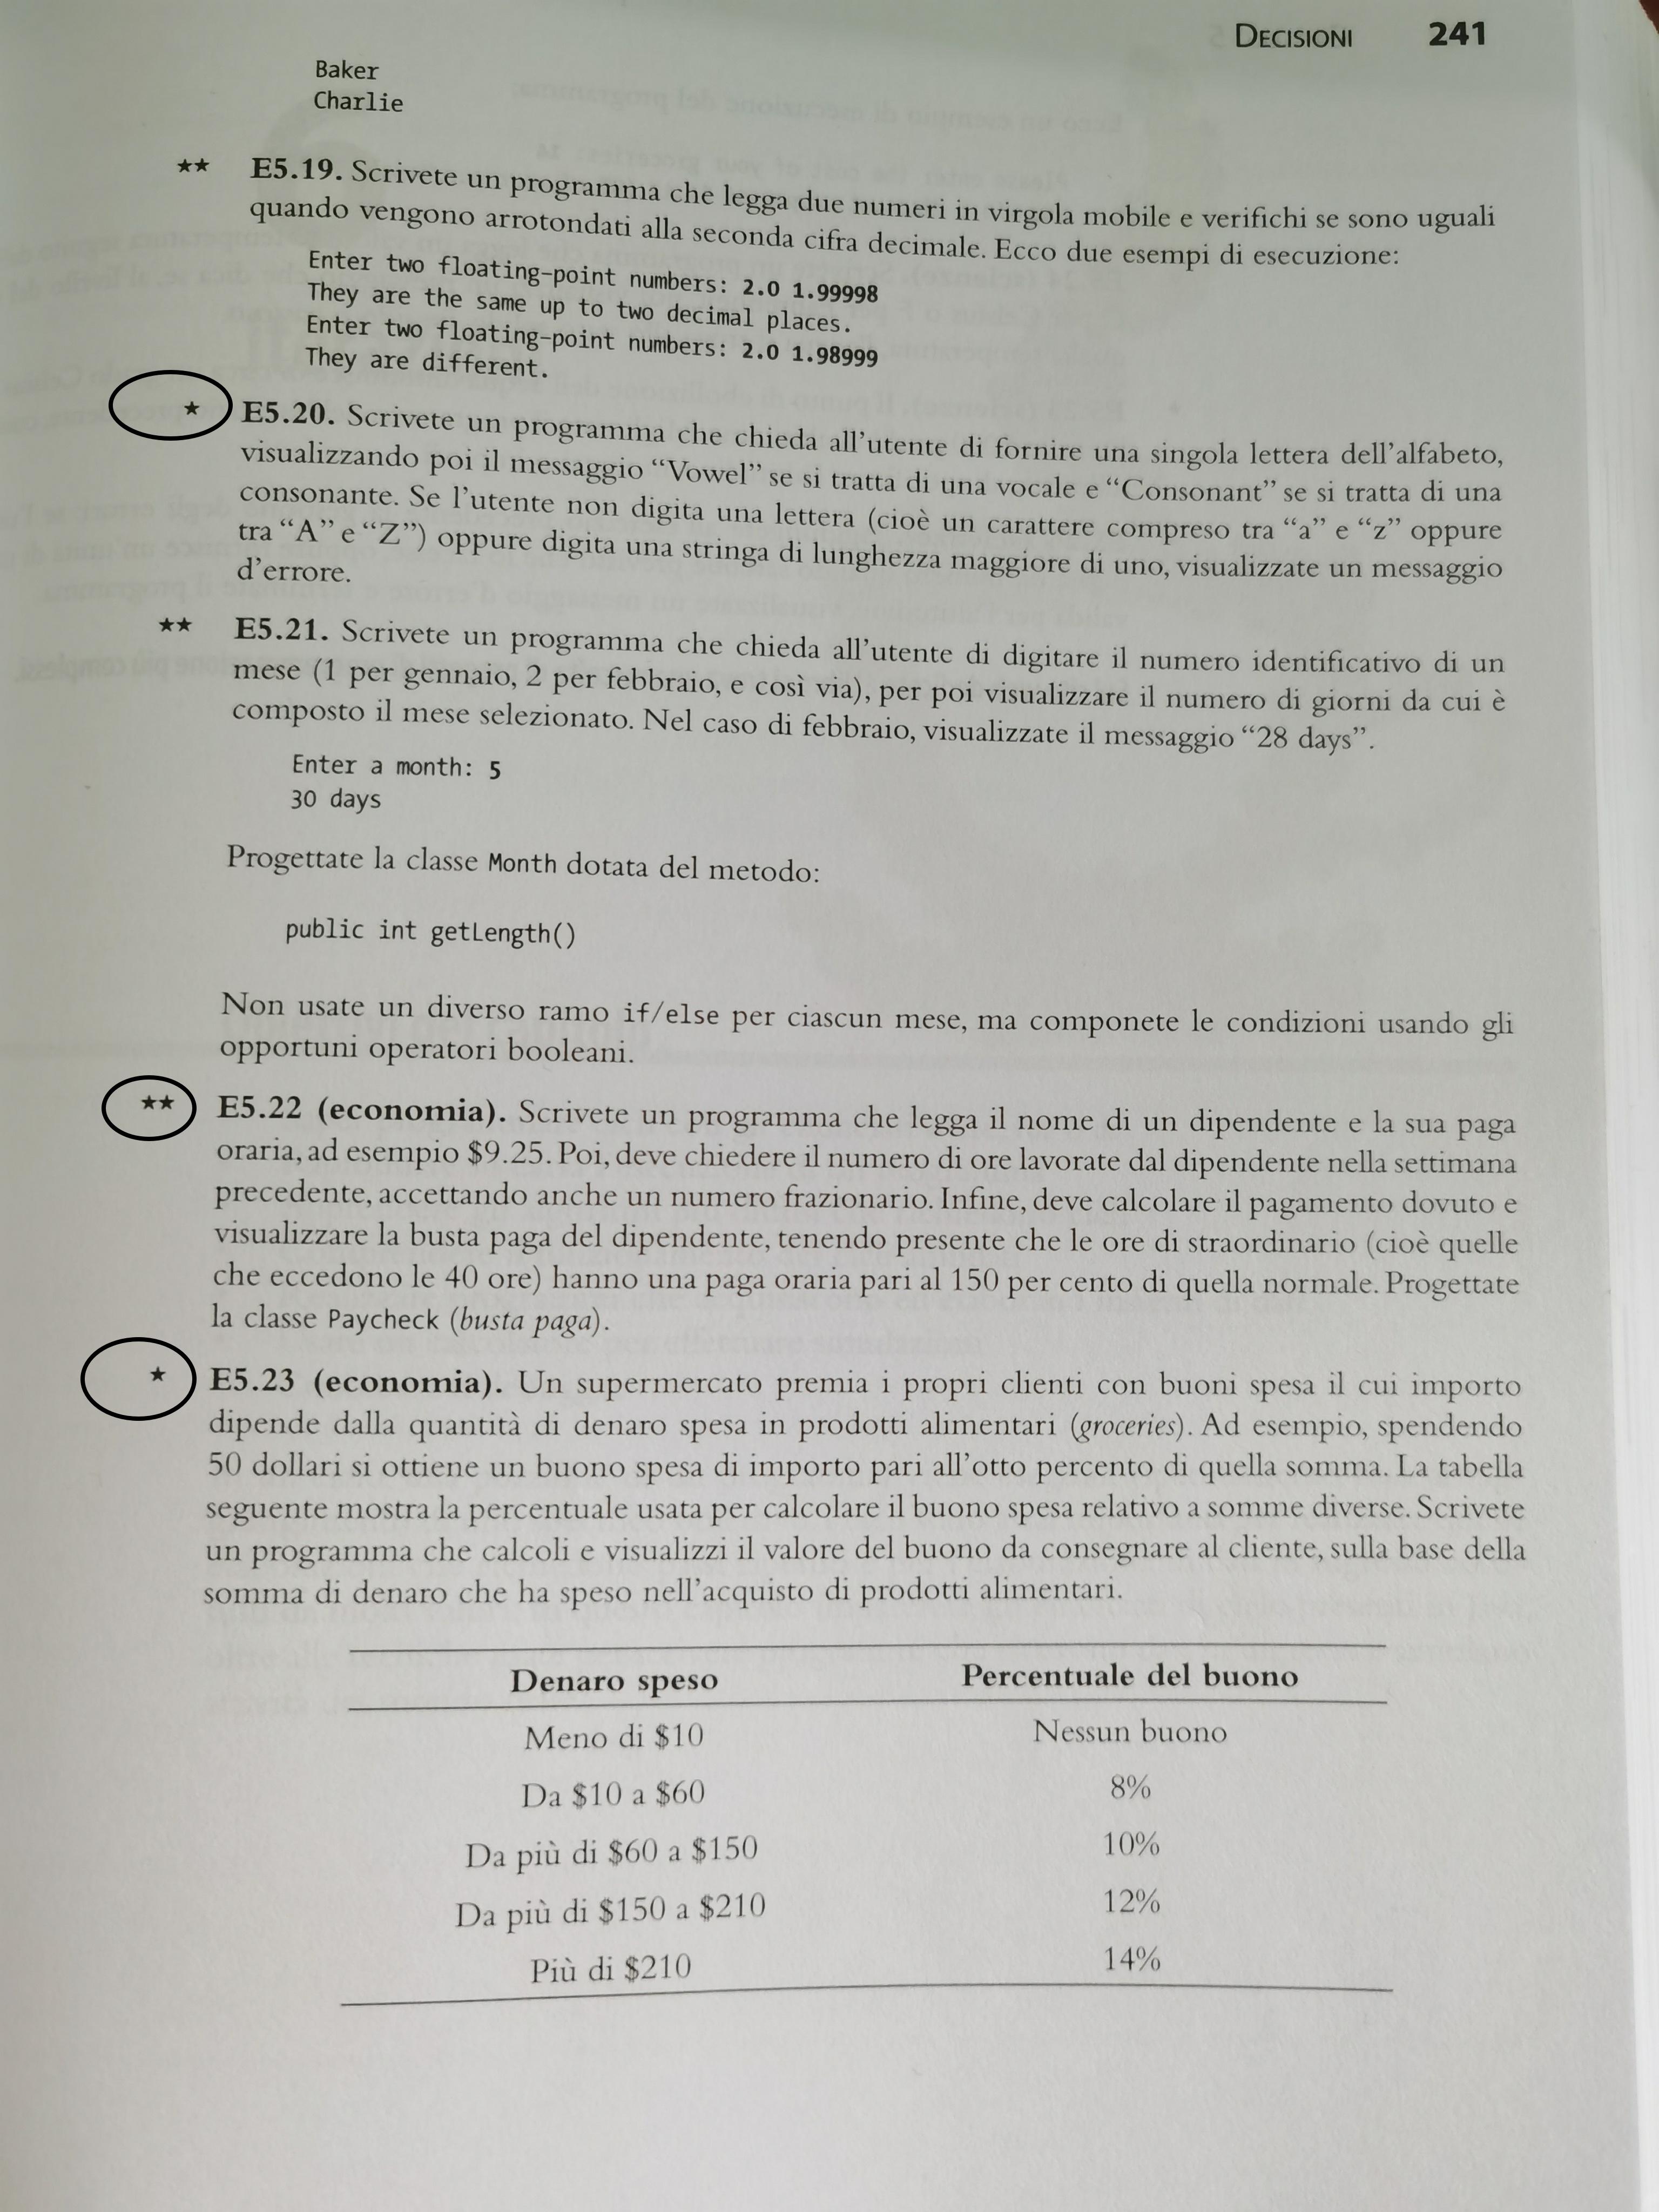 DECISIONI 241
Baker
Charlie
★★ E5.19. Scrivete un programma che legga due numeri in virgola mobile e verifichi se sono uguali
quando vengono arrotondati alla seconda cifra decimale. Ecco due esempi di esecuzione:
Enter two floating-point numbers: 2.0 1.99998
They are the same up to two decimal places.
Enter two floating-point numbers: 2.0 1.98999
They are different.
★ E5.20. Scrivete un programma che chieda all'utente di fornire una singola lettera dell'alfabeto,
visualizzando poi il messaggio “Vowel” se si tratta di una vocale e “Consonant” se si tratta di una
consonante. Se l'utente non digita una lettera (cioè un carattere compreso tra “a” e “z” oppure
tra “A” e “Z”) oppure digita una stringa di lunghezza maggiore di uno, visualizzate un messaggio
d'errore.
★★ E5.21. Scrivete un programma che chieda all'utente di digitare il numero identificativo di un
mese (1 per gennaio, 2 per febbraio, e così via), per poi visualizzare il numero di giorni da cui è
composto il mese selezionato. Nel caso di febbraio, visualizzate il messaggio “28 days”.
Enter a month: 5
30 days
Progettate la classe Month dotata del metodo:
public int getLength()
Non usate un diverso ramo if/else per ciascun mese, ma componete le condizioni usando gli
opportuni operatori booleani.
★★ E5.22 (economia). Scrivete un programma che legga il nome di un dipendente e la sua paga
oraria, ad esempio $9.25. Poi, deve chiedere il numero di ore lavorate dal dipendente nella settimana
precedente, accettando anche un numero frazionario. Infine, deve calcolare il pagamento dovuto e
visualizzare la busta paga del dipendente, tenendo presente che le ore di straordinario (cioè quelle
che eccedono le 40 ore) hanno una paga oraria pari al 150 per cento di quella normale. Progettate
la classe Paycheck (busta paga).
★ E5.23 (economia). Un supermercato premia i propri clienti con buoni spesa il cui importo
dipende dalla quantità di denaro spesa in prodotti alimentari (groceries). Ad esempio, spendendo
50 dollari si ottiene un buono spesa di importo pari all'otto percento di quella somma. La tabella
seguente mostra la percentuale usata per calcolare il buono spesa relativo a somme diverse. Scrivete
un programma che calcoli e visualizzi il valore del buono da consegnare al cliente, sulla base della
somma di denaro che ha speso nell'acquisto di prodotti alimentari.
Denaro speso Percentuale del buono
Meno di $10 Nessun buono
Da $10 a $60 8%
Da più di $60 a $150 10%
Da più di $150 a $210 12%
Più di $210 14%